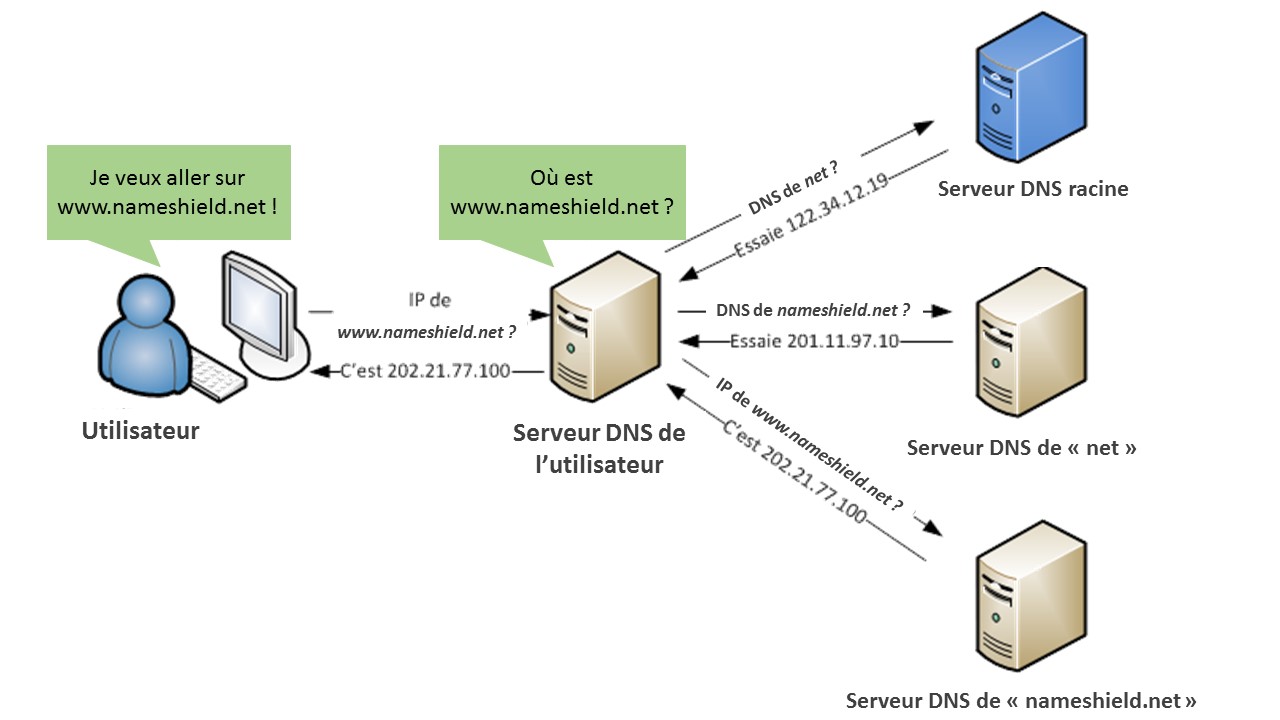 Je veux aller sur
www.nameshield.net !
Où est
www.nameshield.net ?
DNS de net ?
Essaie 122.34.12.19
Serveur DNS racine
IP de
www.nameshield.net ?
C'est 202.21.77.100
DNS de nameshield.net ?
Essaie 201.11.97.10
IP de www.nameshield.net ?
C'est 202.21.77.100
Utilisateur
Serveur DNS de
l'utilisateur
Serveur DNS de « net »
Serveur DNS de « nameshield.net »